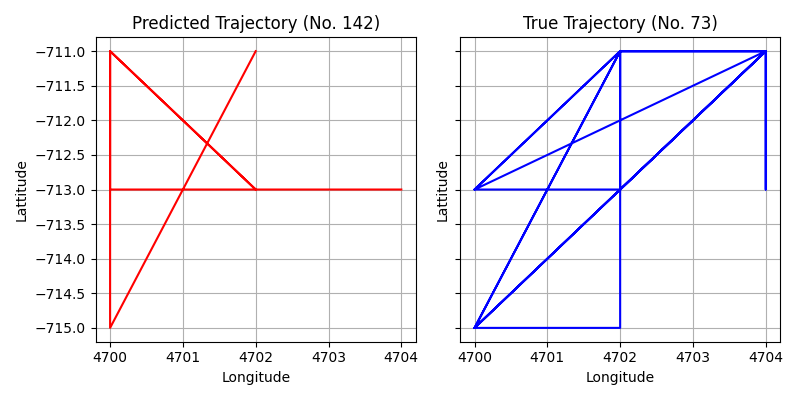 Predicted Trajectory (No. 142)
True Trajectory (No. 73)
−711.0
−711.5
−712.0
−712.5
−713.0
−713.5
−714.0
−714.5
−715.0
Lattitude
Lattitude
4700 4701 4702 4703 4704
4700 4701 4702 4703 4704
Longitude
Longitude